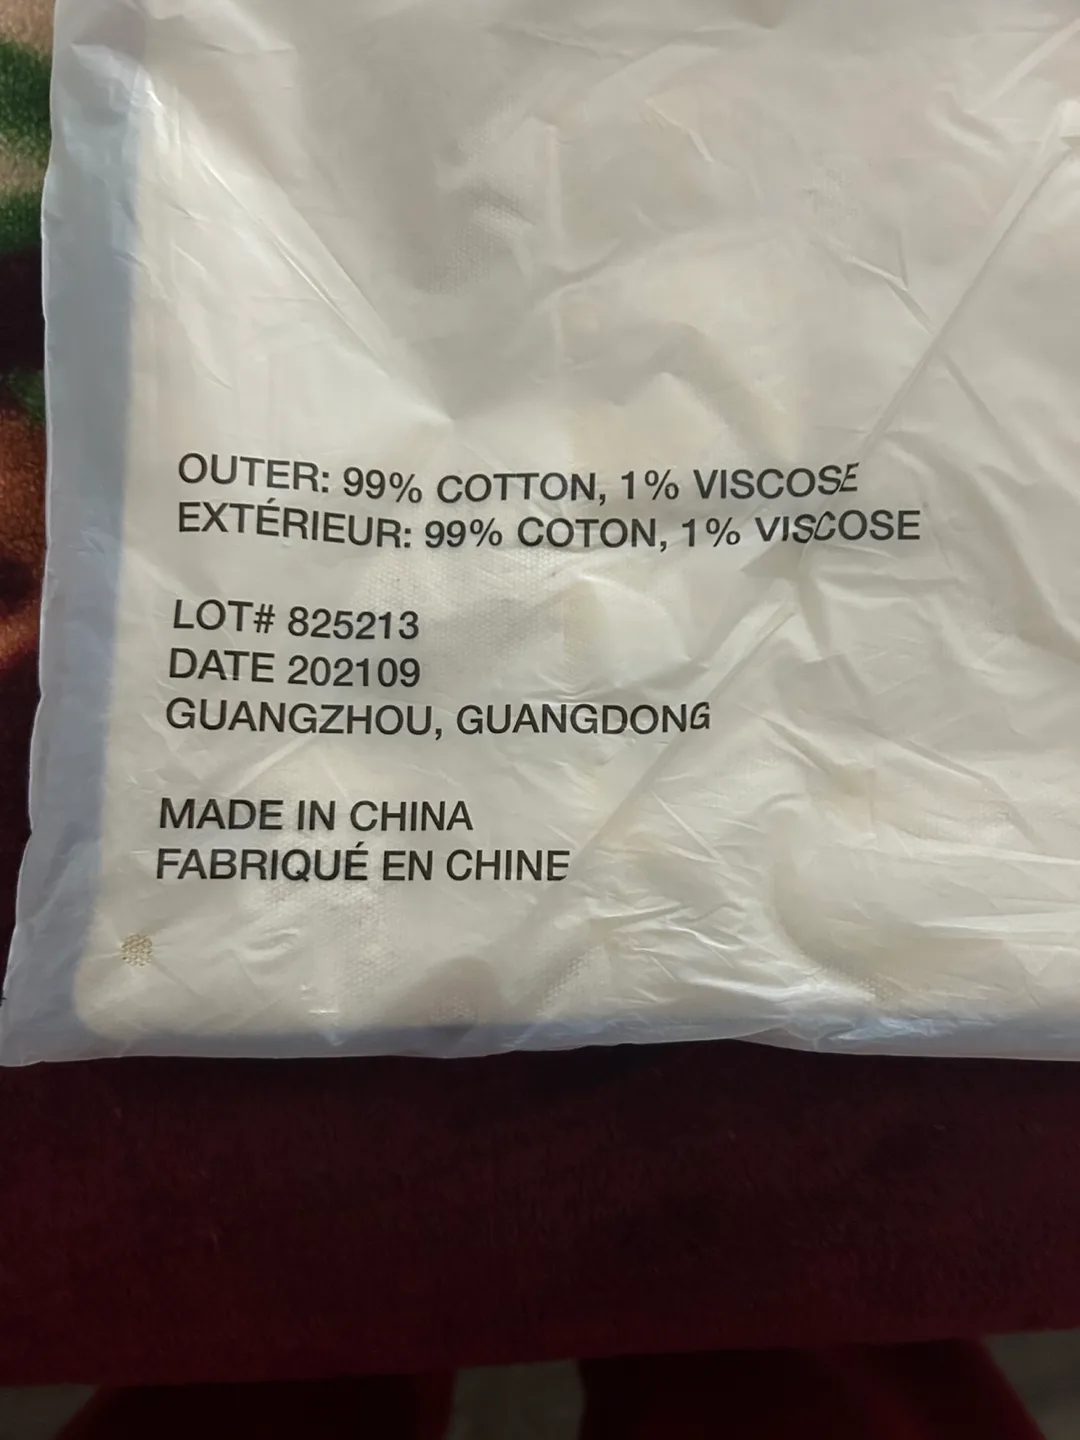 OUTER: 99% COTTON, 1% VISCOSE
EXTÉRIEUR: 99% COTON, 1% VISCOSE
LOT# 825213
DATE 202109
GUANGZHOU, GUANGDONG
MADE IN CHINA
FABRIQUÉ EN CHINE